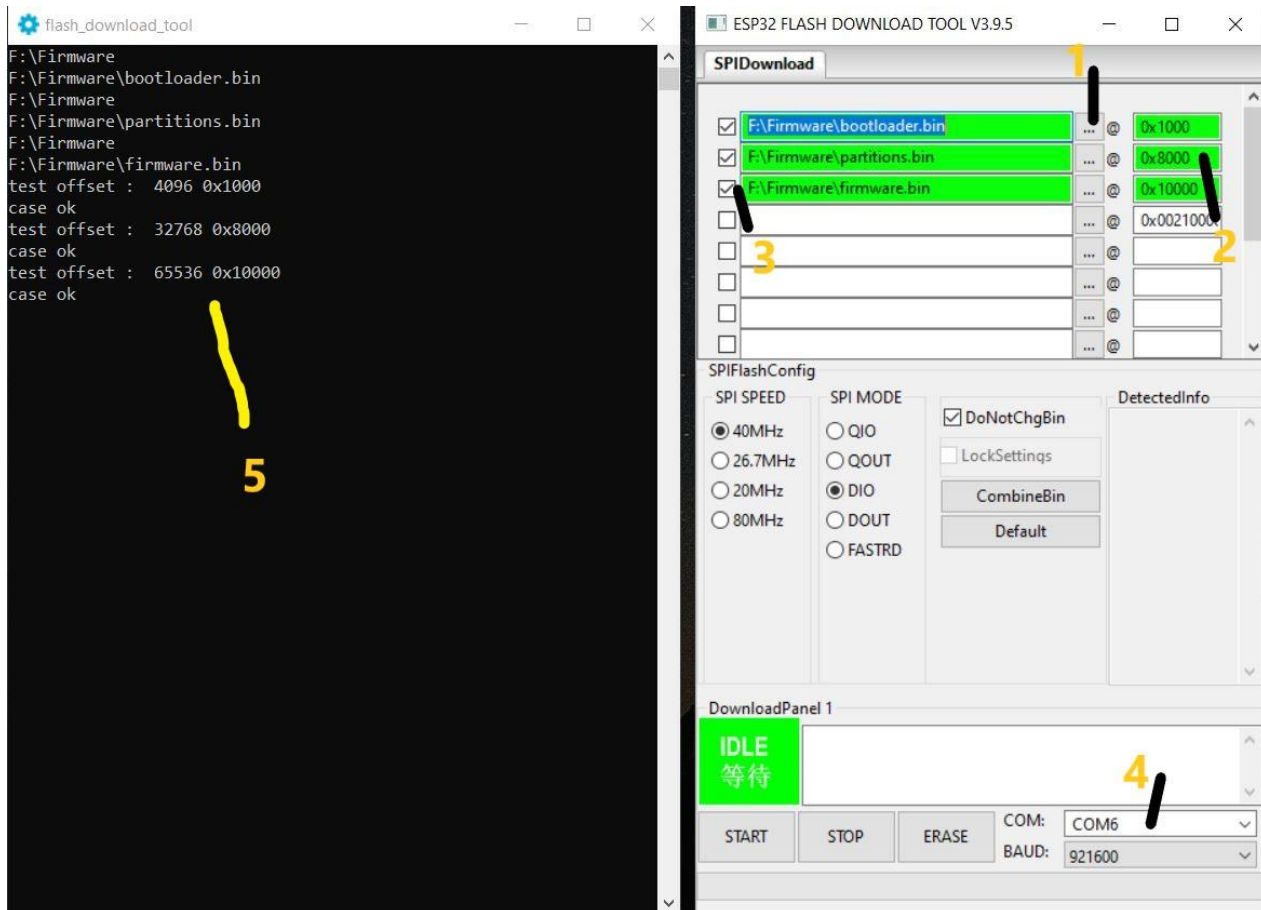 flash_download_tool
F:\Firmware
F:\Firmware\bootloader.bin
F:\Firmware
F:\Firmware\partitions.bin
F:\Firmware
F:\Firmware\firmware.bin
test offset :  4096 0x1000
case ok
test offset :  32768 0x8000
case ok
test offset :  65536 0x10000
case ok
5
ESP32 FLASH DOWNLOAD TOOL V3.9.5
SPIDownload
1
F:\Firmware\bootloader.bin ... @ 0x1000
F:\Firmware\partitions.bin ... @ 0x8000
F:\Firmware\firmware.bin ... @ 0x10000
... @ 0x0021000
3
2
... @
... @
... @
... @
SPIFlashConfig
SPI SPEED
40MHz
26.7MHz
20MHz
80MHz
SPI MODE
QIO
QOUT
DIO
DOUT
FASTRD
DoNotChgBin
LockSettings
CombineBin
Default
DetectedInfo
DownloadPanel 1
IDLE
等待
4
START
STOP
ERASE
COM: COM6
BAUD: 921600